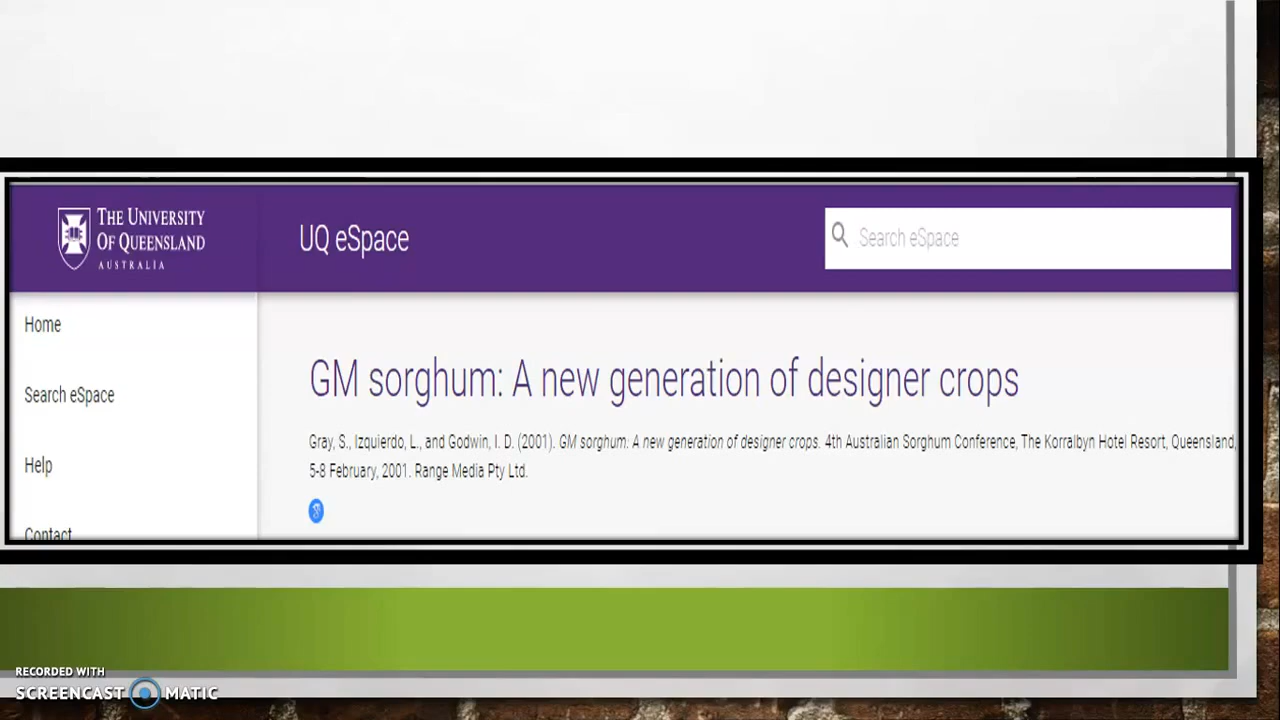 THE UNIVERSITY
OF QUEENSLAND
AUSTRALIA
UQ eSpace
Search eSpace
Home
Search eSpace
Help
Contact
GM sorghum: A new generation of designer crops
Gray, S., Izquierdo, L., and Godwin, I. D. (2001). GM sorghum: A new generation of designer crops. 4th Australian Sorghum Conference, The Korralbyn Hotel Resort, Queensland,
5-8 February, 2001. Range Media Pty Ltd.
RECORDED WITH
SCREENCAST MATIC